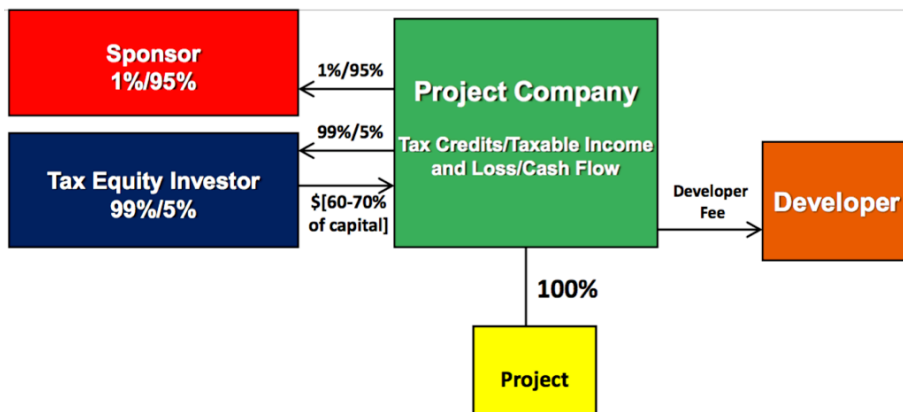 Sponsor
1%/95%
1%/95%
Project Company
Tax Credits/Taxable Income
and Loss/Cash Flow
99%/5%
Tax Equity Investor
99%/5%
$[60-70%
of capital]
Developer
Fee
Developer
100%
Project